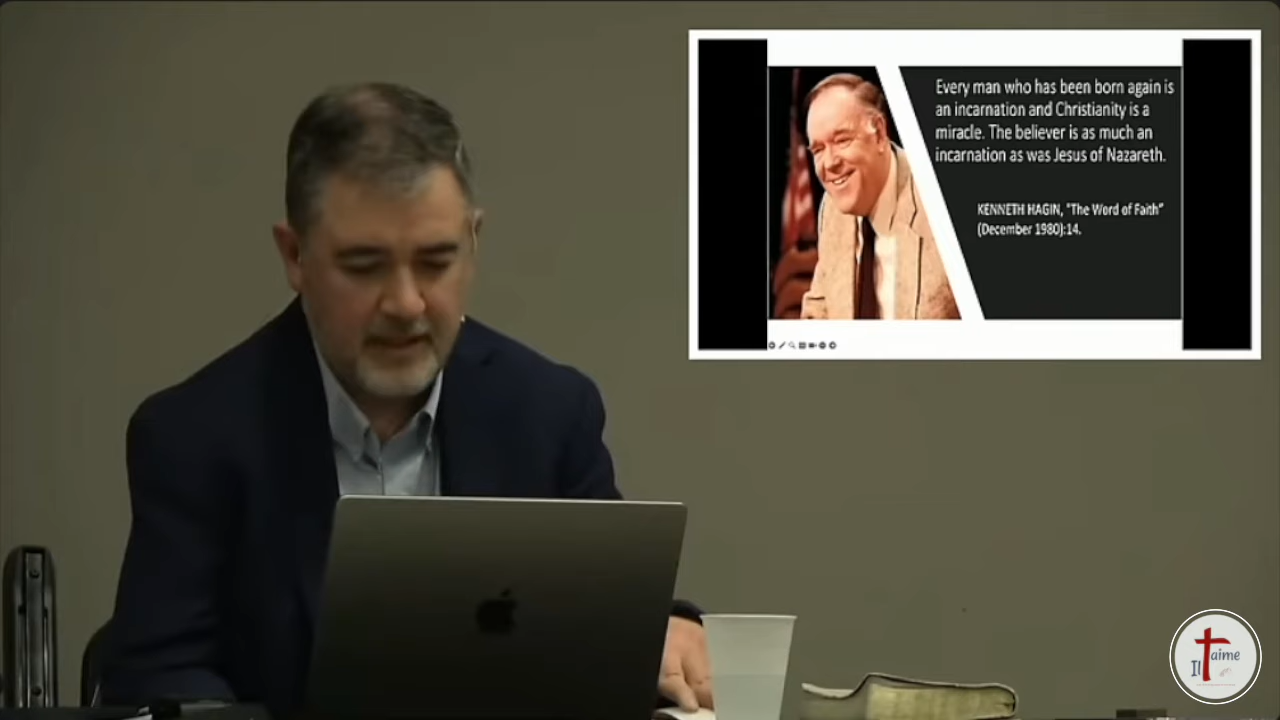 Every man who has been born again is
an incarnation and Christianity is a
miracle. The believer is as much an
incarnation as was Jesus of Nazareth.
KENNETH HAGIN, "The Word of Faith"
(December 1980):14.
Il
aime